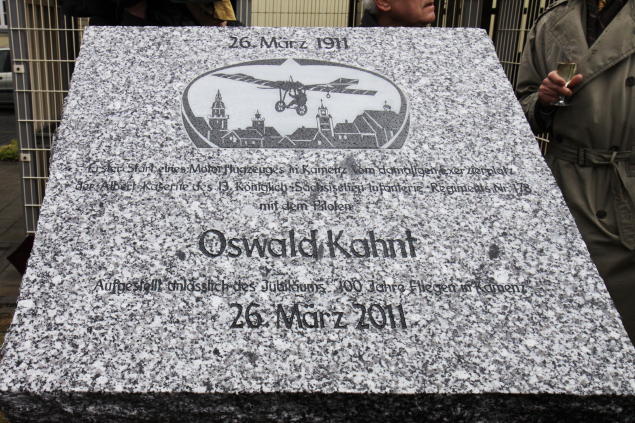 26. März 1911
Erster Start eines Motorflugzeuges in Kamenz vom damaligen Exerzierplatz
der Albert-Kaserne des 13. Königlich-Sächsischen Infanterie-Regiments Nr. 178
mit dem Piloten
Oswald Kahnt
Aufgestellt anlässlich des Jubiläums "100 Jahre Fliegen in Kamenz"
26. März 2011